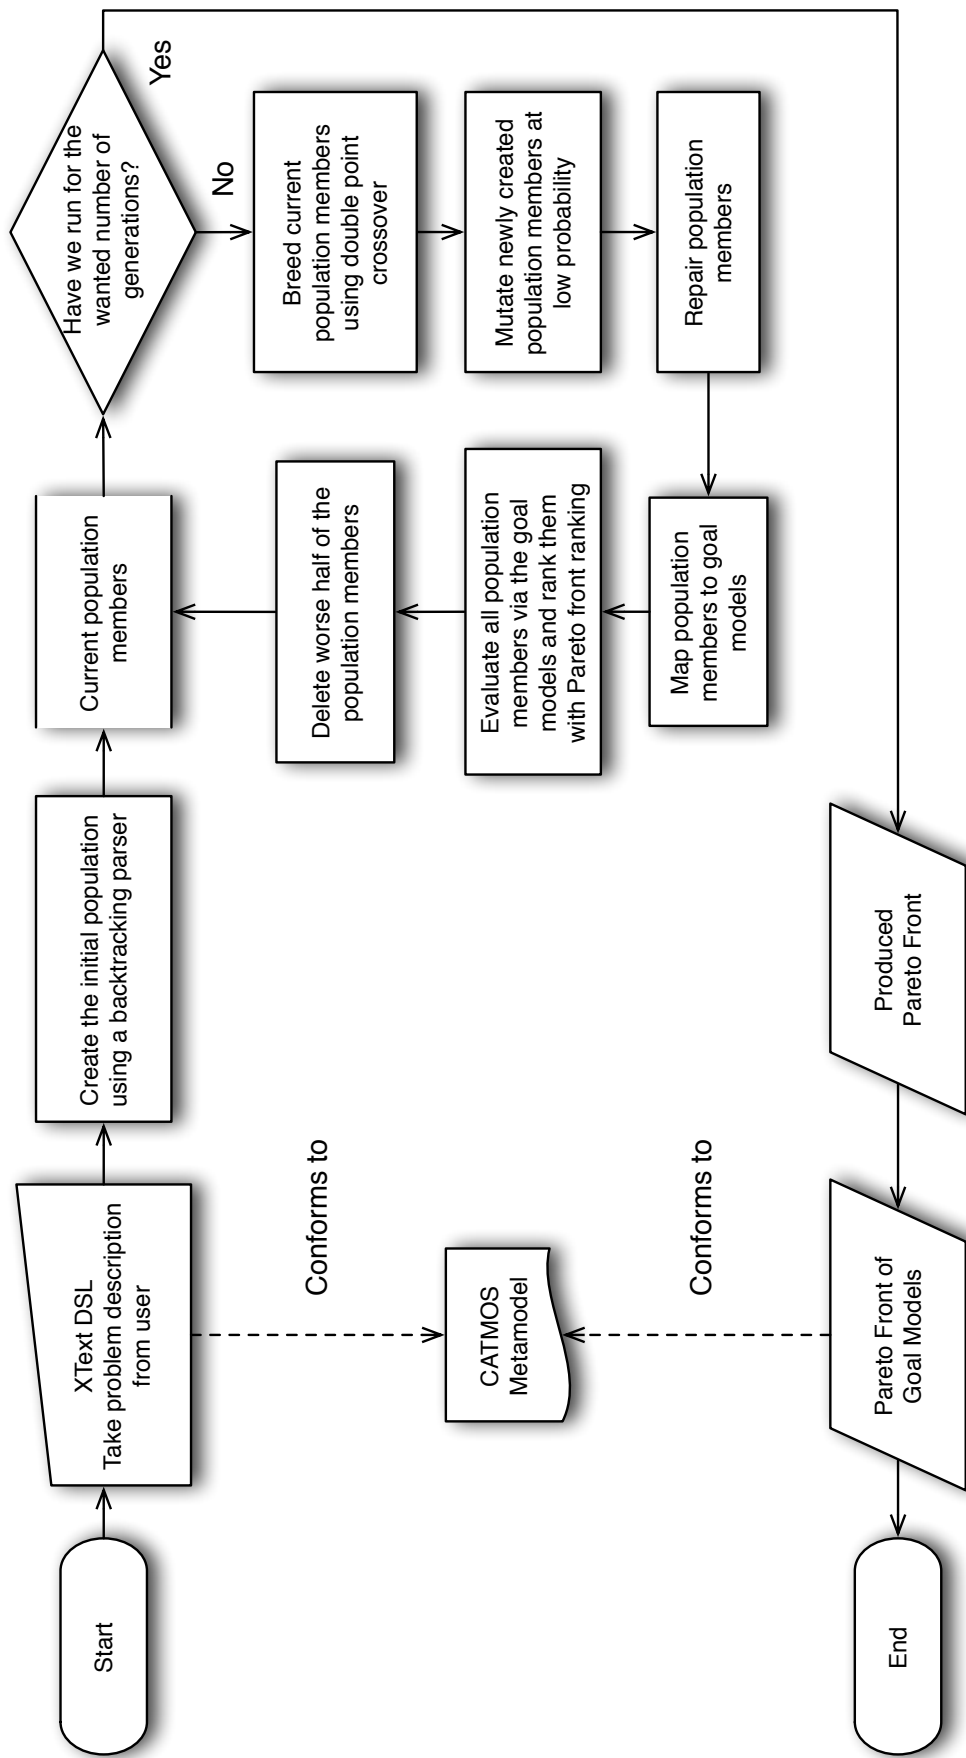 Start
XText DSL
Take problem description
from user
Create the initial population
using a backtracking parser
Current population
members
Have we run for the
wanted number of
generations?
Yes
No
Breed current
population members
using double point
crossover
Mutate newly created
population members at
low probability
Repair population
members
Map population
members to goal
models
Evaluate all population
members via the goal
models and rank them
with Pareto front ranking
Delete worse half of the
population members
Conforms to
CATMOS
Metamodel
Conforms to
Produced
Pareto Front
Pareto Front of
Goal Models
End